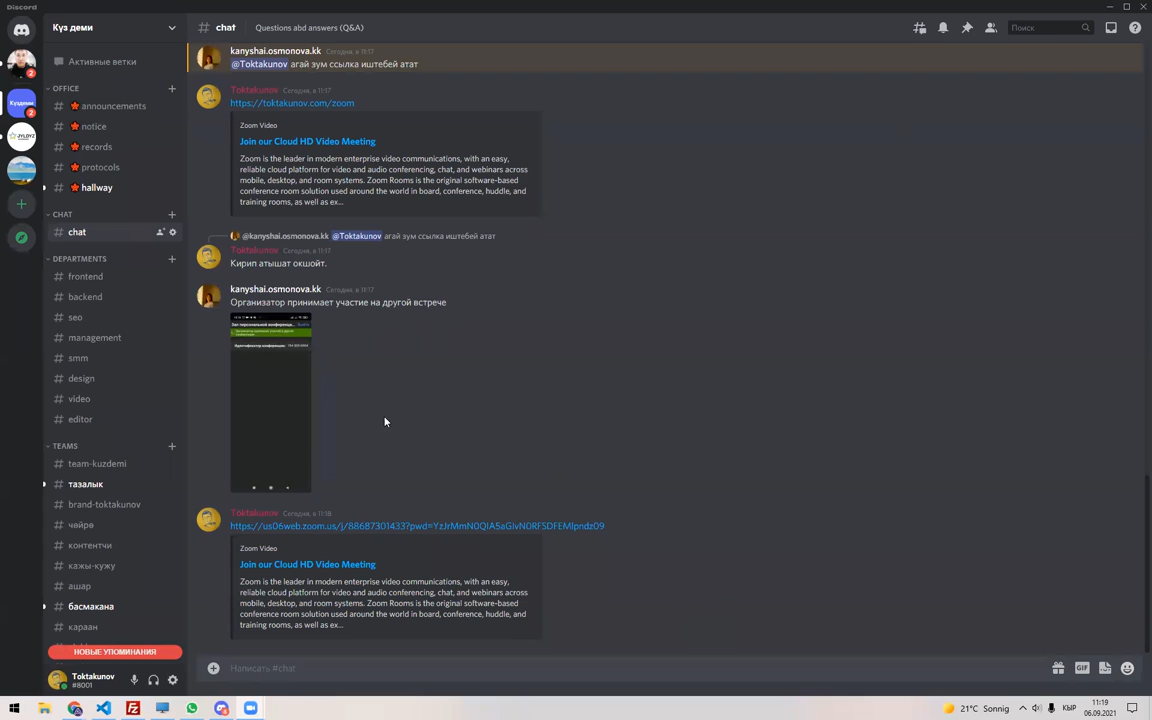 Discord
Күз деми
chat
Questions abd answers (Q&A)
Поиск
Активные ветки
OFFICE
announcements
notice
records
protocols
hallway
CHAT
chat
DEPARTMENTS
frontend
backend
seo
management
smm
design
video
editor
TEAMS
team-kuzdemi
тазалык
brand-toktakunov
чөйрө
контентчи
кажы-кужу
ашар
басмакана
караан
НОВЫЕ УПОМИНАНИЯ
Toktakunov
#8001
kanyshai.osmonova.kk Сегодня, в 11:17
@Toktakunov агай зум ссылка иштебей атат
Toktakunov Сегодня, в 11:17
https://toktakunov.com/zoom
Zoom Video
Join our Cloud HD Video Meeting
Zoom is the leader in modern enterprise video communications, with an easy,
reliable cloud platform for video and audio conferencing, chat, and webinars across
mobile, desktop, and room systems. Zoom Rooms is the original software-based
conference room solution used around the world in board, conference, huddle, and
training rooms, as well as ex...
@kanyshai.osmonova.kk @Toktakunov агай зум ссылка иштебей атат
Toktakunov Сегодня, в 11:17
Кирип атышат окшойт.
kanyshai.osmonova.kk Сегодня, в 11:17
Организатор принимает участие на другой встрече
Зал персональной конференци...
Идентификатор конференции:
Toktakunov Сегодня, в 11:18
Zoom Video
Join our Cloud HD Video Meeting
Zoom is the leader in modern enterprise video communications, with an easy,
reliable cloud platform for video and audio conferencing, chat, and webinars across
mobile, desktop, and room systems. Zoom Rooms is the original software-based
conference room solution used around the world in board, conference, huddle, and
training rooms, as well as ex...
Написать #chat
GIF
21°C Sonnig
КЫР
11:19
06.09.2021